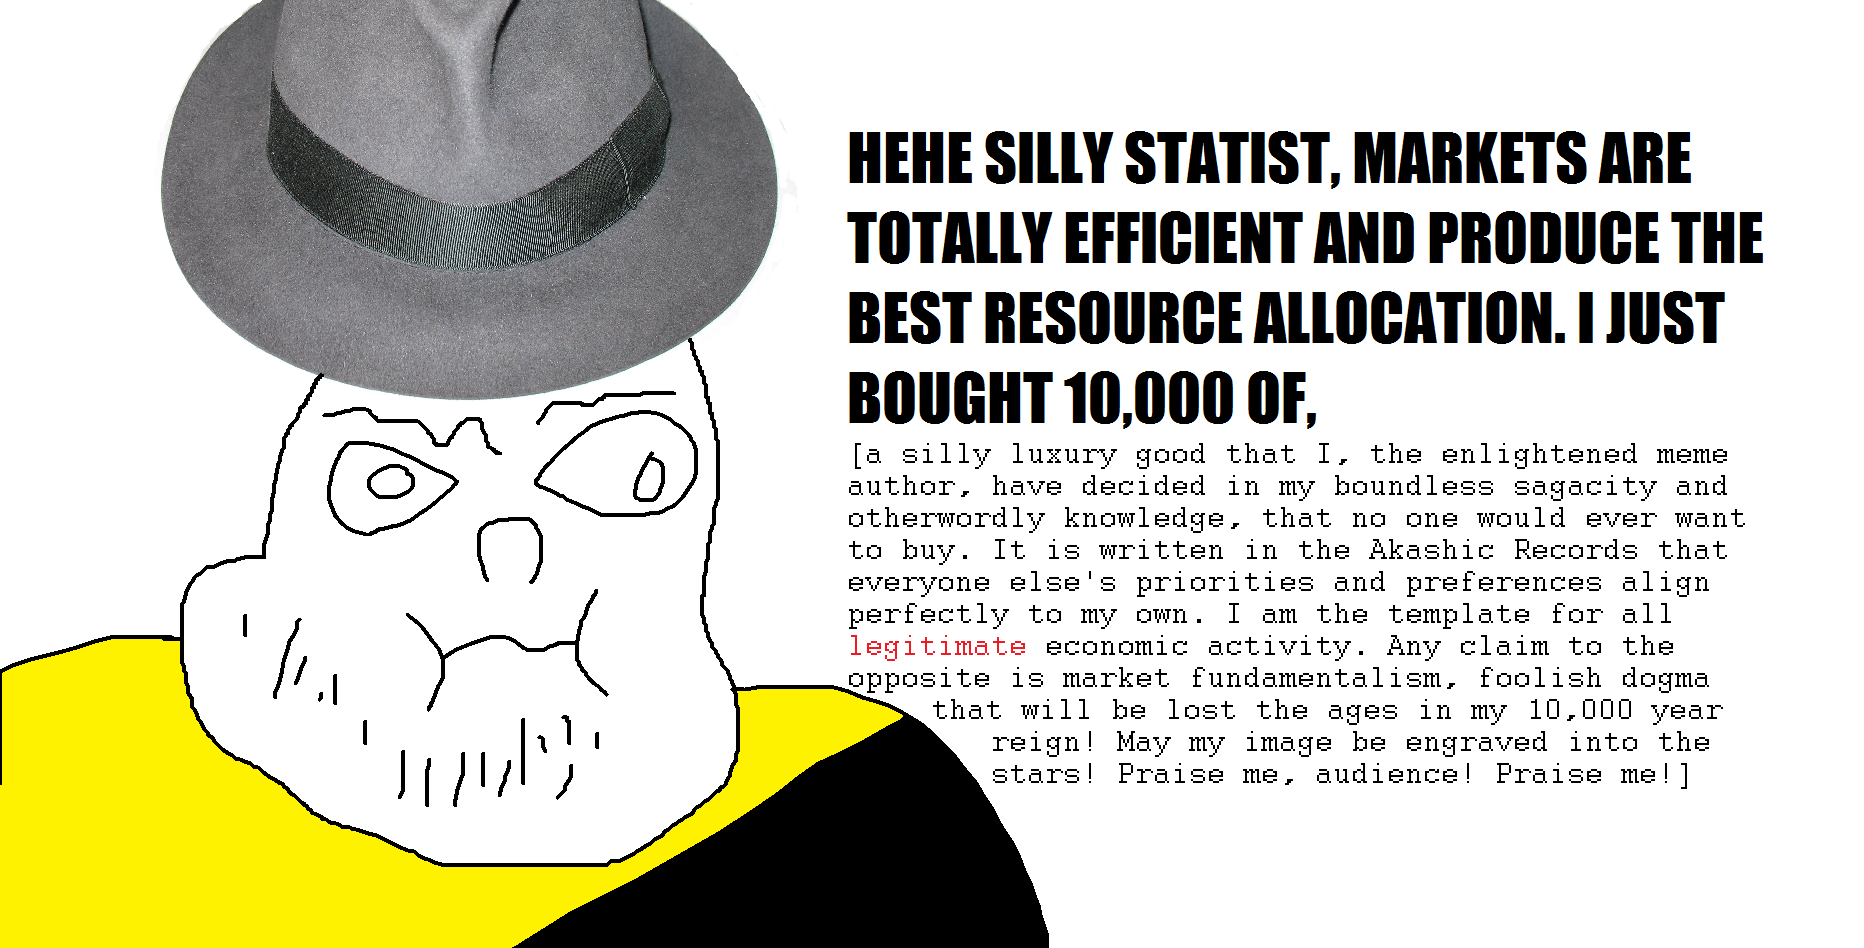 HEHE SILLY STATIST, MARKETS ARE
TOTALLY EFFICIENT AND PRODUCE THE
BEST RESOURCE ALLOCATION. I JUST
BOUGHT 10,000 OF,
[a silly luxury good that I, the enlightened meme
author, have decided in my boundless sagacity and
otherwordly knowledge, that no one would ever want
to buy. It is written in the Akashic Records that
everyone else's priorities and preferences align
perfectly to my own. I am the template for all
legitimate economic activity. Any claim to the
opposite is market fundamentalism, foolish dogma
that will be lost the ages in my 10,000 year
reign! May my image be engraved into the
stars! Praise me, audience! Praise me!]